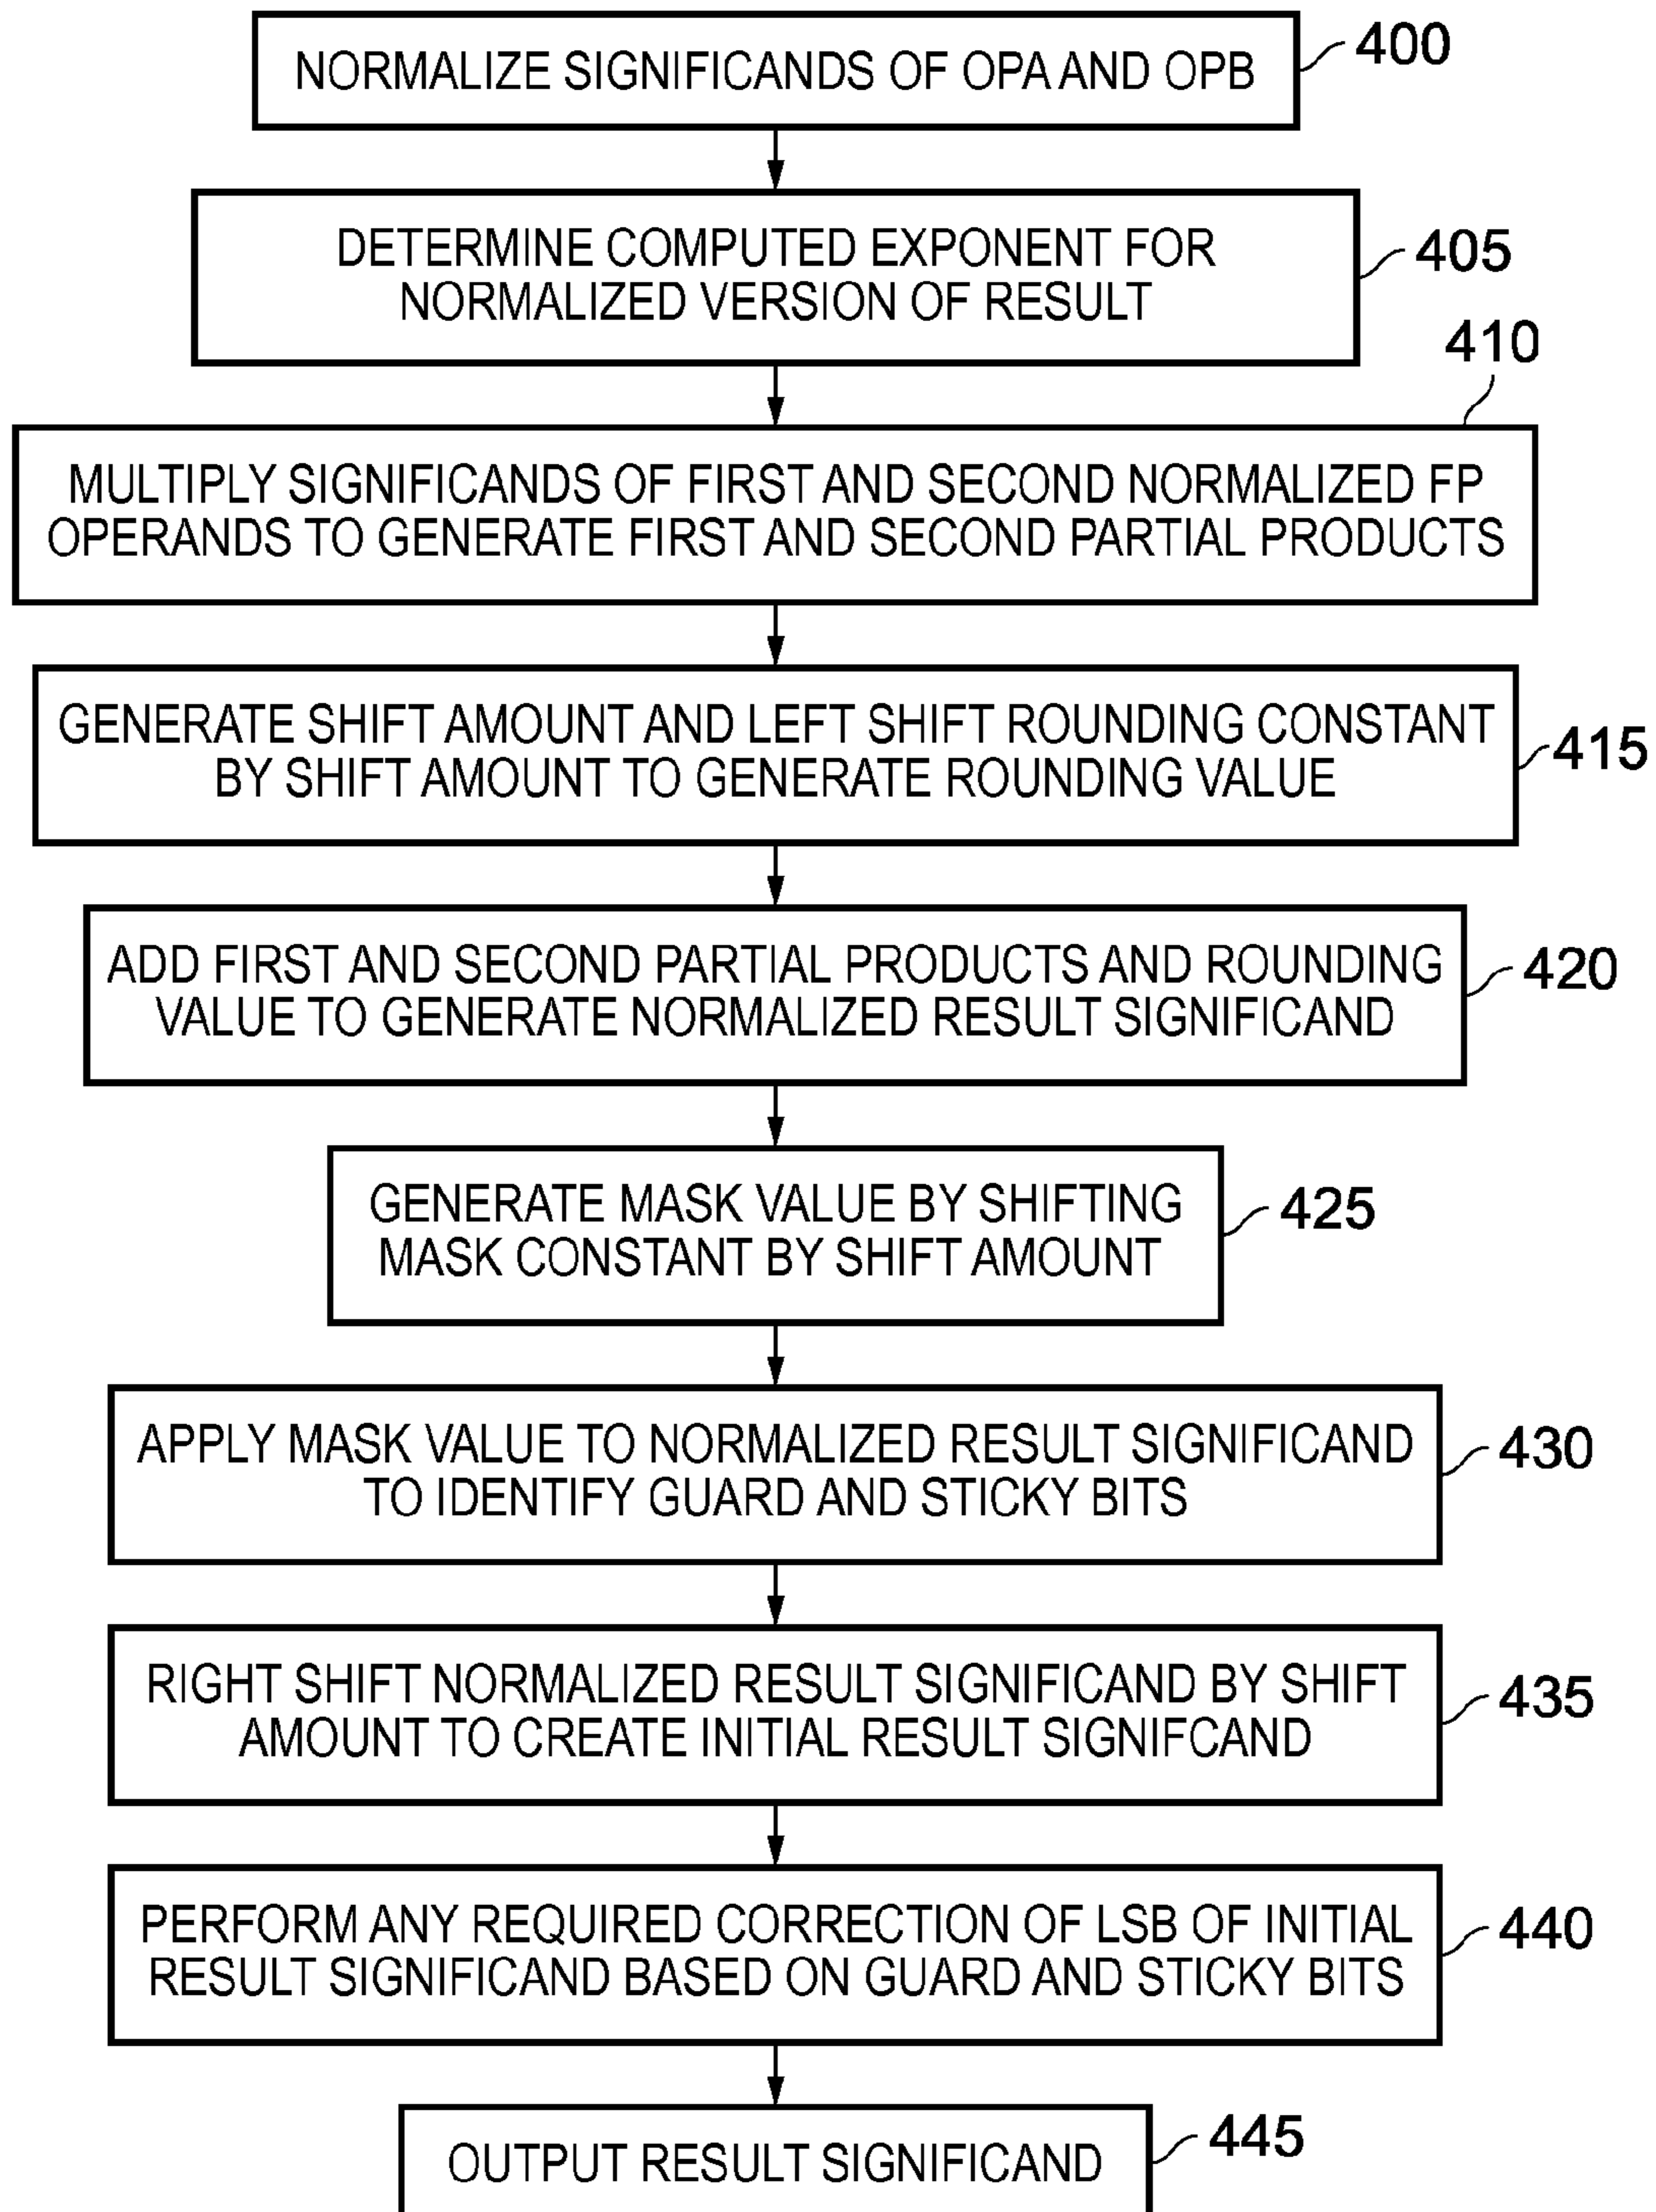 NORMALIZE SIGNIFICANDS OF OPA AND OPB
400
DETERMINE COMPUTED EXPONENT FOR
NORMALIZED VERSION OF RESULT
405
410
MULTIPLY SIGNIFICANDS OF FIRST AND SECOND NORMALIZED FP
OPERANDS TO GENERATE FIRST AND SECOND PARTIAL PRODUCTS
GENERATE SHIFT AMOUNT AND LEFT SHIFT ROUNDING CONSTANT
BY SHIFT AMOUNT TO GENERATE ROUNDING VALUE
415
ADD FIRST AND SECOND PARTIAL PRODUCTS AND ROUNDING
VALUE TO GENERATE NORMALIZED RESULT SIGNIFICAND
420
GENERATE MASK VALUE BY SHIFTING
MASK CONSTANT BY SHIFT AMOUNT
425
APPLY MASK VALUE TO NORMALIZED RESULT SIGNIFICAND
TO IDENTIFY GUARD AND STICKY BITS
430
RIGHT SHIFT NORMALIZED RESULT SIGNIFICAND BY SHIFT
AMOUNT TO CREATE INITIAL RESULT SIGNIFCAND
435
PERFORM ANY REQUIRED CORRECTION OF LSB OF INITIAL
RESULT SIGNIFICAND BASED ON GUARD AND STICKY BITS
440
OUTPUT RESULT SIGNIFICAND
445